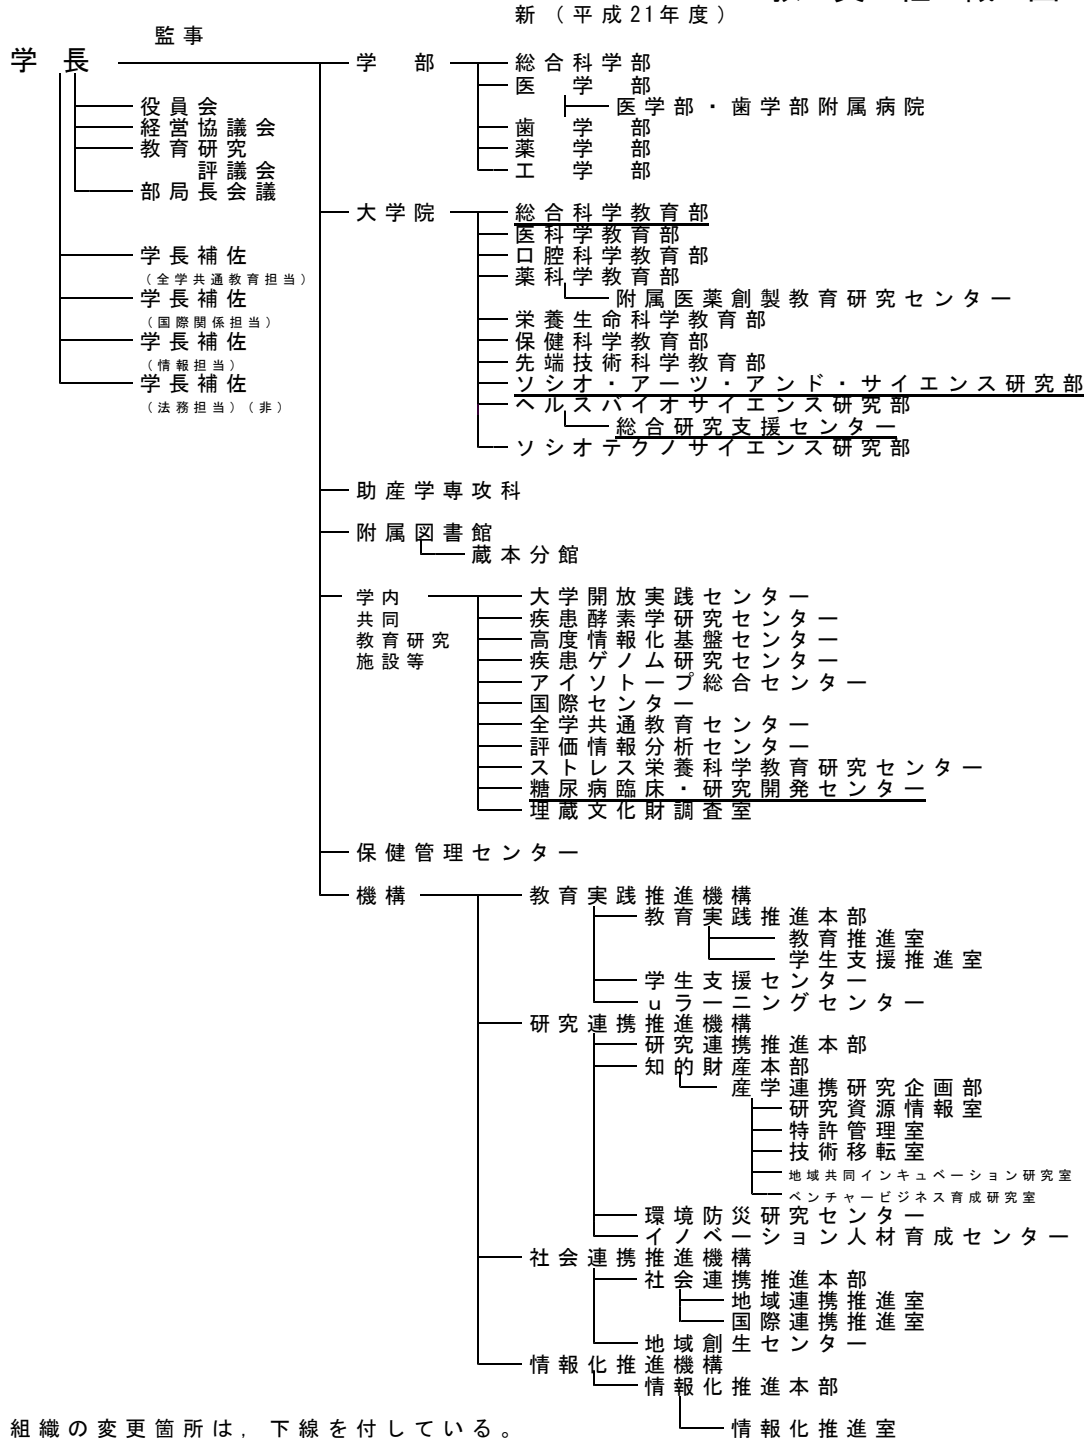 新（平成21年度）
監事
学長
学部
総合科学部
医学部
医学部・歯学部附属病院
歯学部
薬学部
工学部
役員会
経営協議会
教育研究
評議会
部局長会議
学長補佐
（全学共通教育担当）
学長補佐
（国際関係担当）
学長補佐
（情報担当）
学長補佐
（法務担当）（非）
大学院
総合科学教育部
医科学教育部
口腔科学教育部
薬科学教育部
附属医薬創製教育研究センター
栄養生命科学教育部
保健科学教育部
先端技術科学教育部
ソシオ・アーツ・アンド・サイエンス研究部
ヘルスバイオサイエンス研究部
総合研究支援センター
ソシオテクノサイエンス研究部
助産学専攻科
附属図書館
蔵本分館
学内
共同
教育研究
施設等
大学開放実践センター
疾患酵素学研究センター
高度情報化基盤センター
疾患ゲノム研究センター
アイソトープ総合センター
国際センター
全学共通教育センター
評価情報分析センター
ストレス栄養科学教育研究センター
糖尿病臨床・研究開発センター
埋蔵文化財調査室
保健管理センター
機構
教育実践推進機構
教育実践推進本部
教育推進室
学生支援推進室
学生支援センター
uラーニングセンター
研究連携推進機構
研究連携推進本部
知的財産本部
産学連携研究企画部
研究資源情報室
特許管理室
技術移転室
地域共同インキュベーション研究室
ベンチャービジネス育成研究室
環境防災研究センター
イノベーション人材育成センター
社会連携推進機構
社会連携推進本部
地域連携推進室
国際連携推進室
地域創生センター
情報化推進機構
情報化推進本部
情報化推進室
組織の変更箇所は，下線を付している。